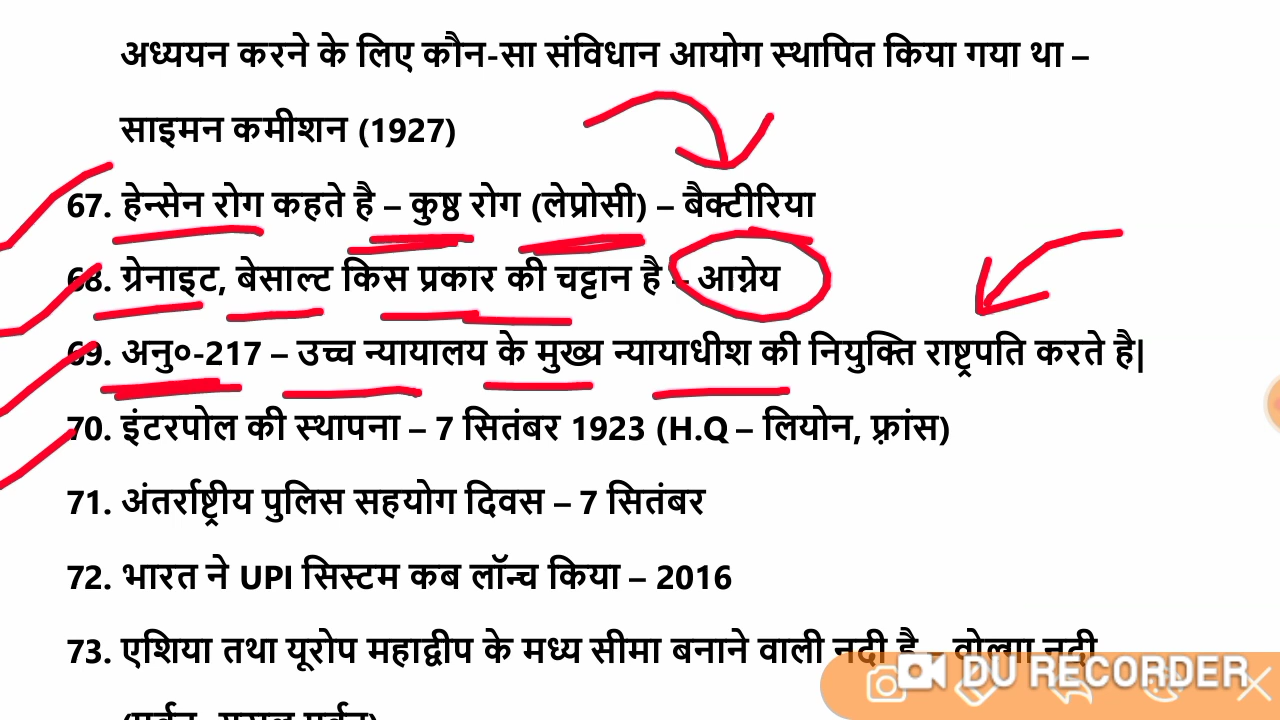 अध्ययन करने के लिए कौन-सा संविधान आयोग स्थापित किया गया था –
साइमन कमीशन (1927)
67. हेन्सेन रोग कहते है – कुष्ठ रोग (लेप्रोसी) – बैक्टीरिया
68. ग्रेनाइट, बेसाल्ट किस प्रकार की चट्टान है – आग्नेय
69. अनु०-217 – उच्च न्यायालय के मुख्य न्यायाधीश की नियुक्ति राष्ट्रपति करते है|
70. इंटरपोल की स्थापना – 7 सितंबर 1923 (H.Q – लियोन, फ़्रांस)
71. अंतर्राष्ट्रीय पुलिस सहयोग दिवस – 7 सितंबर
72. भारत ने UPI सिस्टम कब लॉन्च किया – 2016
73. एशिया तथा यूरोप महाद्वीप के मध्य सीमा बनाने वाली नदी है – वोल्गा नदी
DU RECORDER